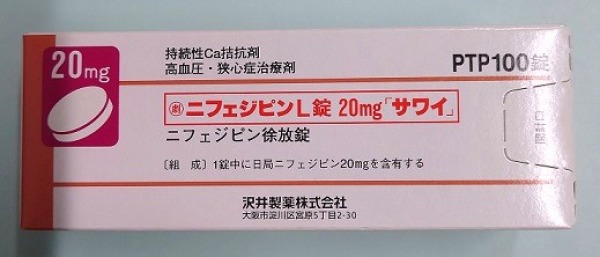 20mg
持続性Ca拮抗剤
高血圧・狭心症治療剤
PTP100錠
劇 ニフェジピンL錠 20mg「サワイ」
ニフェジピン徐放錠
〔組 成〕1錠中に日局ニフェジピン20mgを含有する
沢井製薬株式会社
大阪市淀川区宮原5丁目2-30